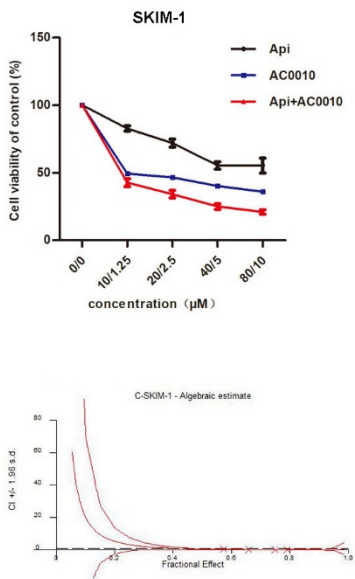 SKIM-1
Api
AC0010
Api+AC0010
Cell viability of control (%)
150
100
50
0
0/0
10/1.25
20/2.5
40/5
80/10
concentration（μM）
C-SKIM-1 - Algebraic estimate
CI +/- 1.96 s.d.
80
60
40
20
0
0.2
0.4
0.6
0.8
1.0
Fractional Effect